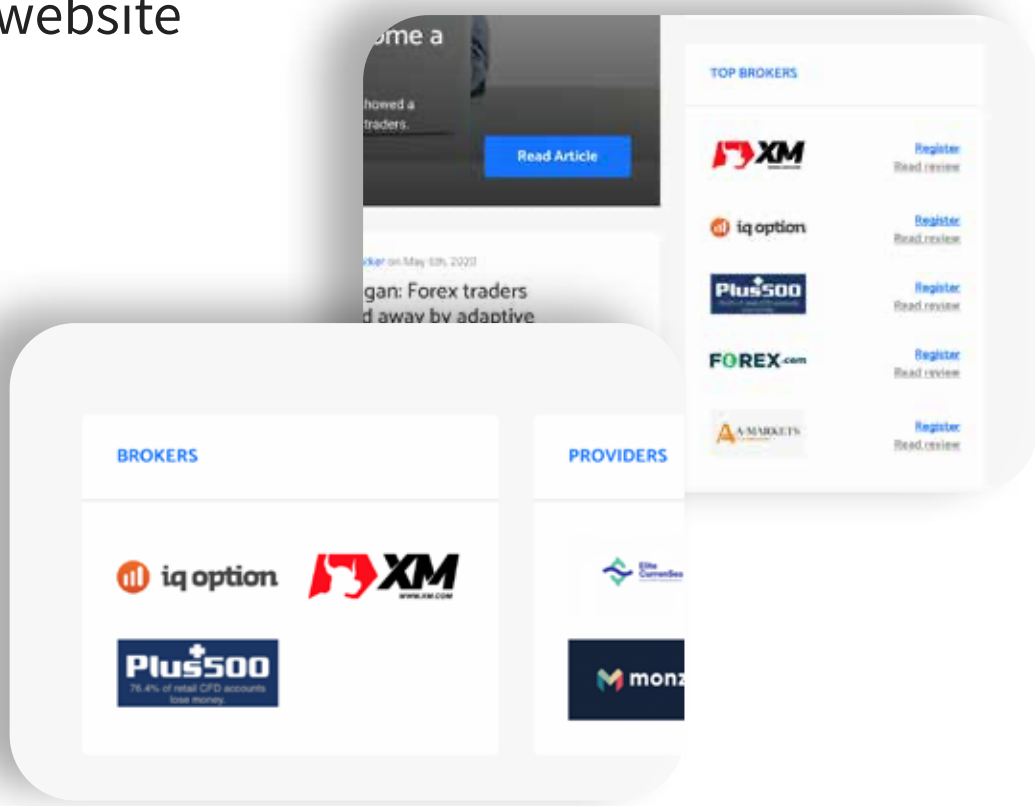 website
ome a
howed a
traders.
Read Article
cker on May 6th, 2020
gan: Forex traders
d away by adaptive
TOP BROKERS
XM
Register
Read review
iq option
Register
Read review
Plus500
Register
Read review
FOREX.com
Register
Read review
A-MARKETS
Register
Read review
BROKERS
iq option
XM
WWW.XM.COM
Plus500
76.4% of retail CFD accounts
lose money.
PROVIDERS
Elite
CurrenSea
monz